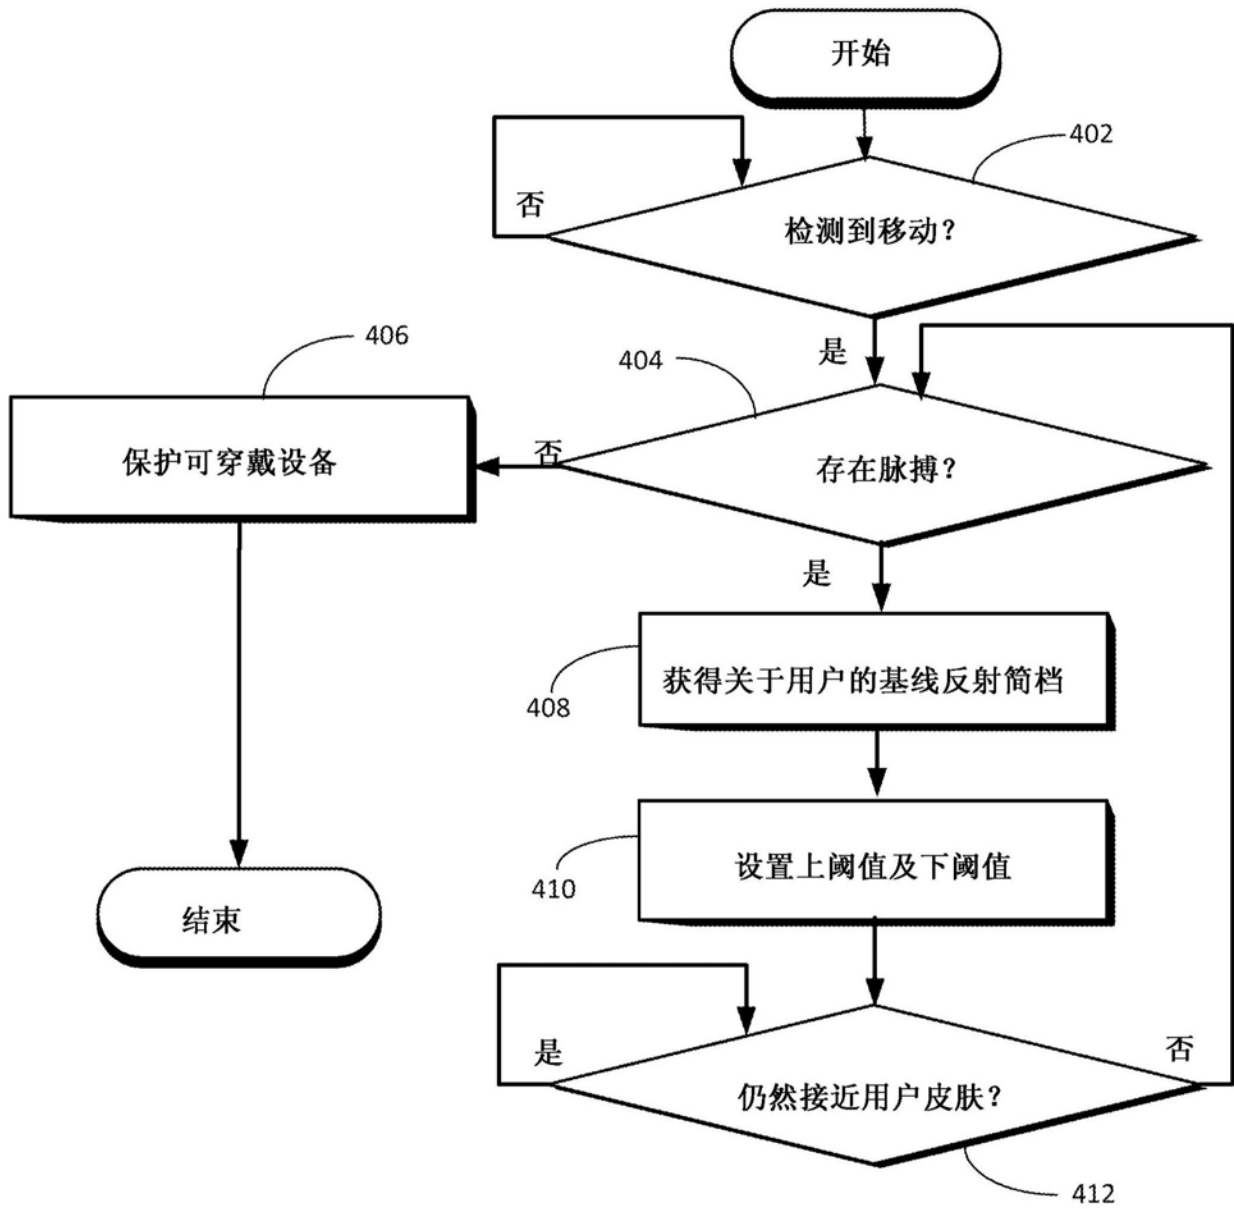 开始
402
否
检测到移动？
是
406
404
保护可穿戴设备
否
存在脉搏？
是
获得关于用户的基线反射简档
408
设置上阈值及下阈值
410
结束
是
否
仍然接近用户皮肤？
412